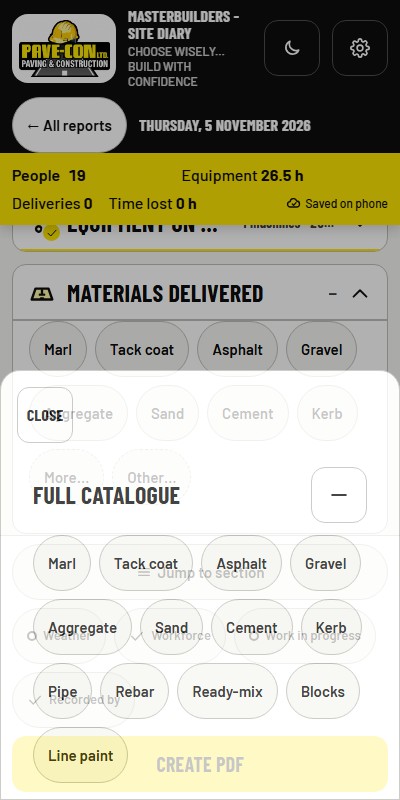 PAVE-CON LTD.
PAVING & CONSTRUCTION
MASTERBUILDERS -
SITE DIARY
CHOOSE WISELY...
BUILD WITH
CONFIDENCE
← All reports
THURSDAY, 5 NOVEMBER 2026
People 19
Equipment 26.5 h
Deliveries 0
Time lost 0 h
Saved on phone
EQUIPMENT ON ...
MATERIALS DELIVERED
–
Marl
Tack coat
Asphalt
Gravel
CLOSE
Aggregate
Sand
Cement
Kerb
More...
Other...
FULL CATALOGUE
Marl
Tack coat
Asphalt
Gravel
Jump to section
Aggregate
Sand
Cement
Kerb
Weather
Workforce
Work in progress
Pipe
Rebar
Ready-mix
Blocks
Recorded by
Line paint
CREATE PDF